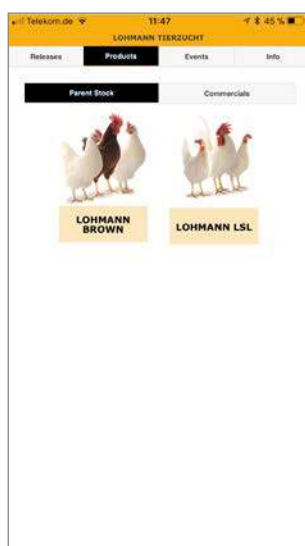 Telekom.de 11:47 45 %
LOHMANN TIERZUCHT
Releases Products Events Info
Parent Stock Commercials
LOHMANN
BROWN
LOHMANN LSL